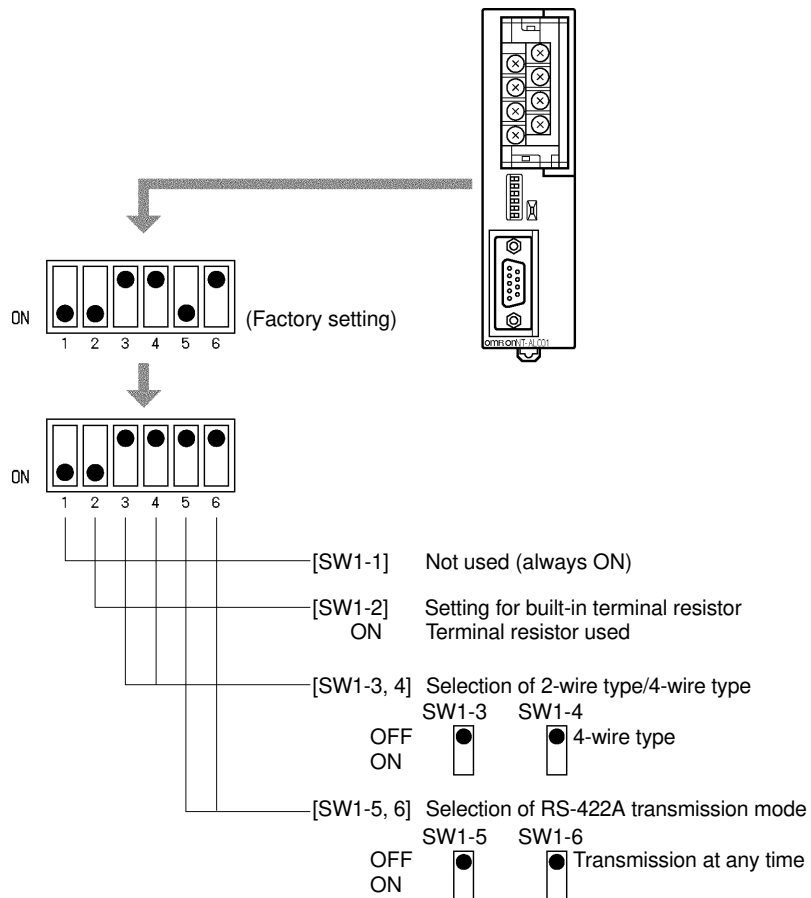 OMRON NT-AL001
ON
(Factory setting)
1 2 3 4 5 6
ON
1 2 3 4 5 6
[SW1-1] Not used (always ON)
[SW1-2] Setting for built-in terminal resistor
ON Terminal resistor used
[SW1-3, 4] Selection of 2-wire type/4-wire type
SW1-3 SW1-4
OFF 4-wire type
ON
[SW1-5, 6] Selection of RS-422A transmission mode
SW1-5 SW1-6
OFF Transmission at any time
ON